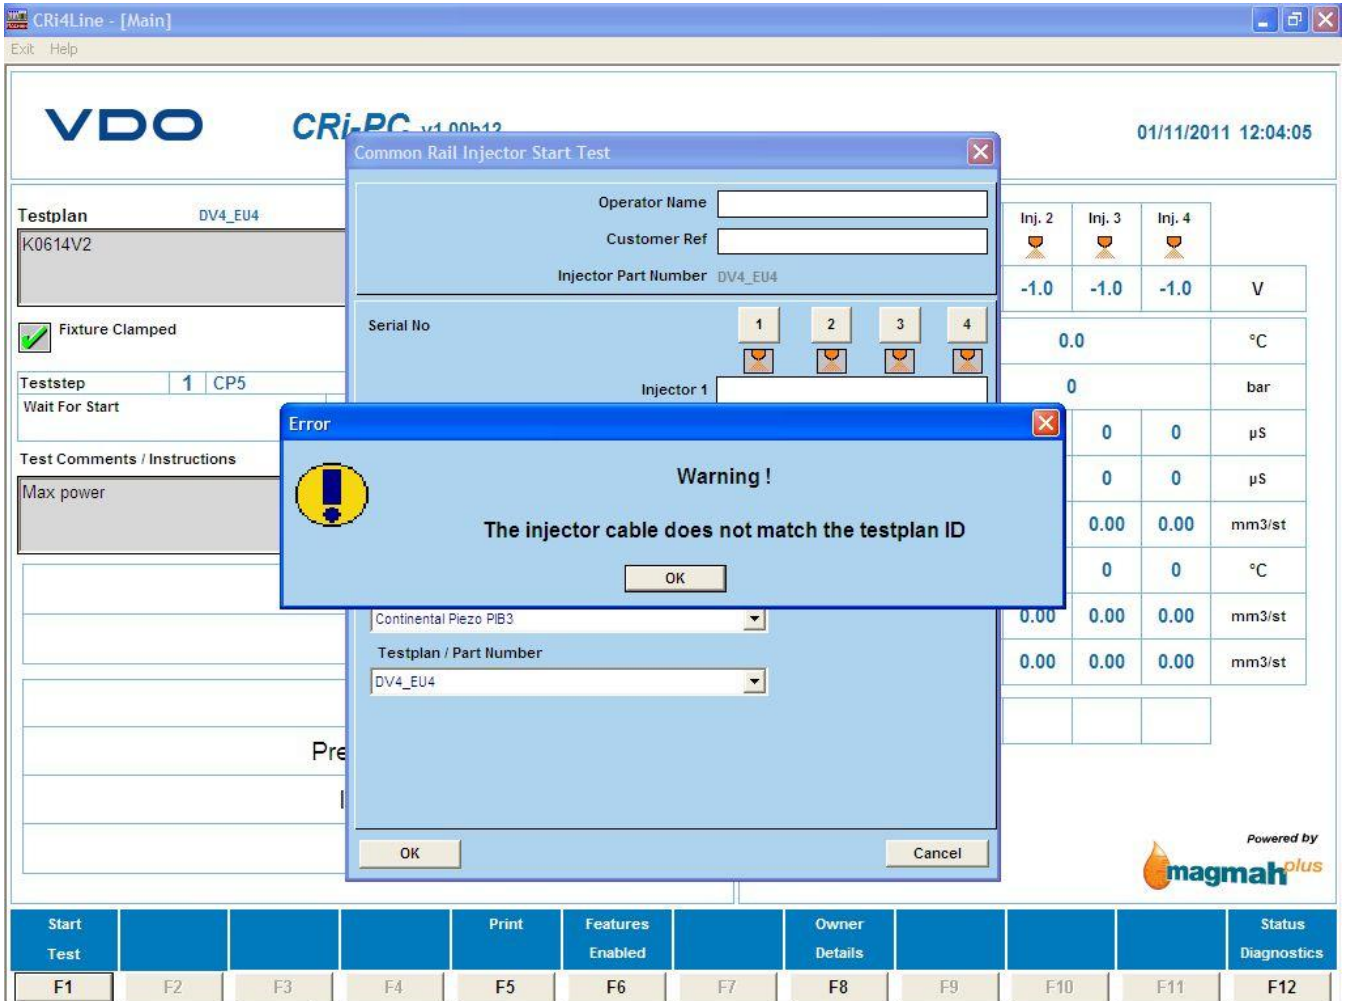 CRi4Line - [Main]
Exit Help
VDO
CRi-PC v1.00b12
01/11/2011 12:04:05
Common Rail Injector Start Test
Operator Name
Customer Ref
Injector Part Number DV4_EU4
Serial No 1 2 3 4
Injector 1
Testplan DV4_EU4
K0614V2
Fixture Clamped
Teststep 1 CP5
Wait For Start
Test Comments / Instructions
Max power
Error
Warning !
The injector cable does not match the testplan ID
OK
Continental Piezo PIB3
Testplan / Part Number
DV4_EU4
OK Cancel
Pre
Inj. 2 Inj. 3 Inj. 4
-1.0 -1.0 -1.0 V
0.0 °C
0 bar
0 0 µS
0 0 µS
0.00 0.00 mm3/st
0 0 °C
0.00 0.00 0.00 mm3/st
0.00 0.00 0.00 mm3/st
Powered by
magmah plus
Start Test Print Features Enabled Owner Details Status Diagnostics
F1 F2 F3 F4 F5 F6 F7 F8 F9 F10 F11 F12